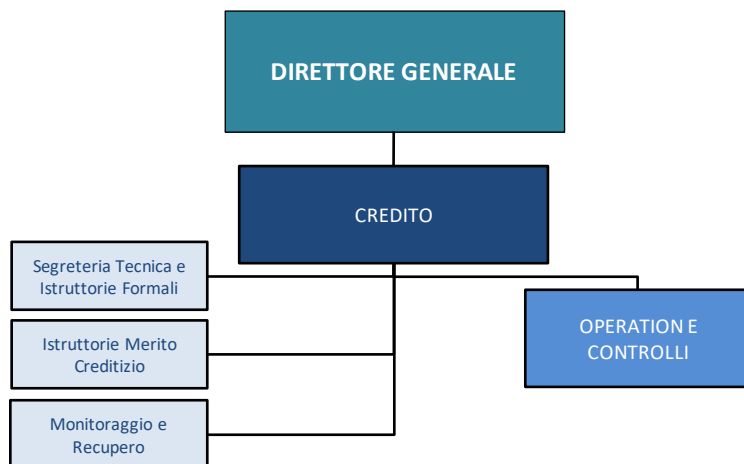 DIRETTORE GENERALE
CREDITO
Segreteria Tecnica e
Istruttorie Formali
Istruttorie Merito
Creditizio
Monitoraggio e
Recupero
OPERATION E
CONTROLLI